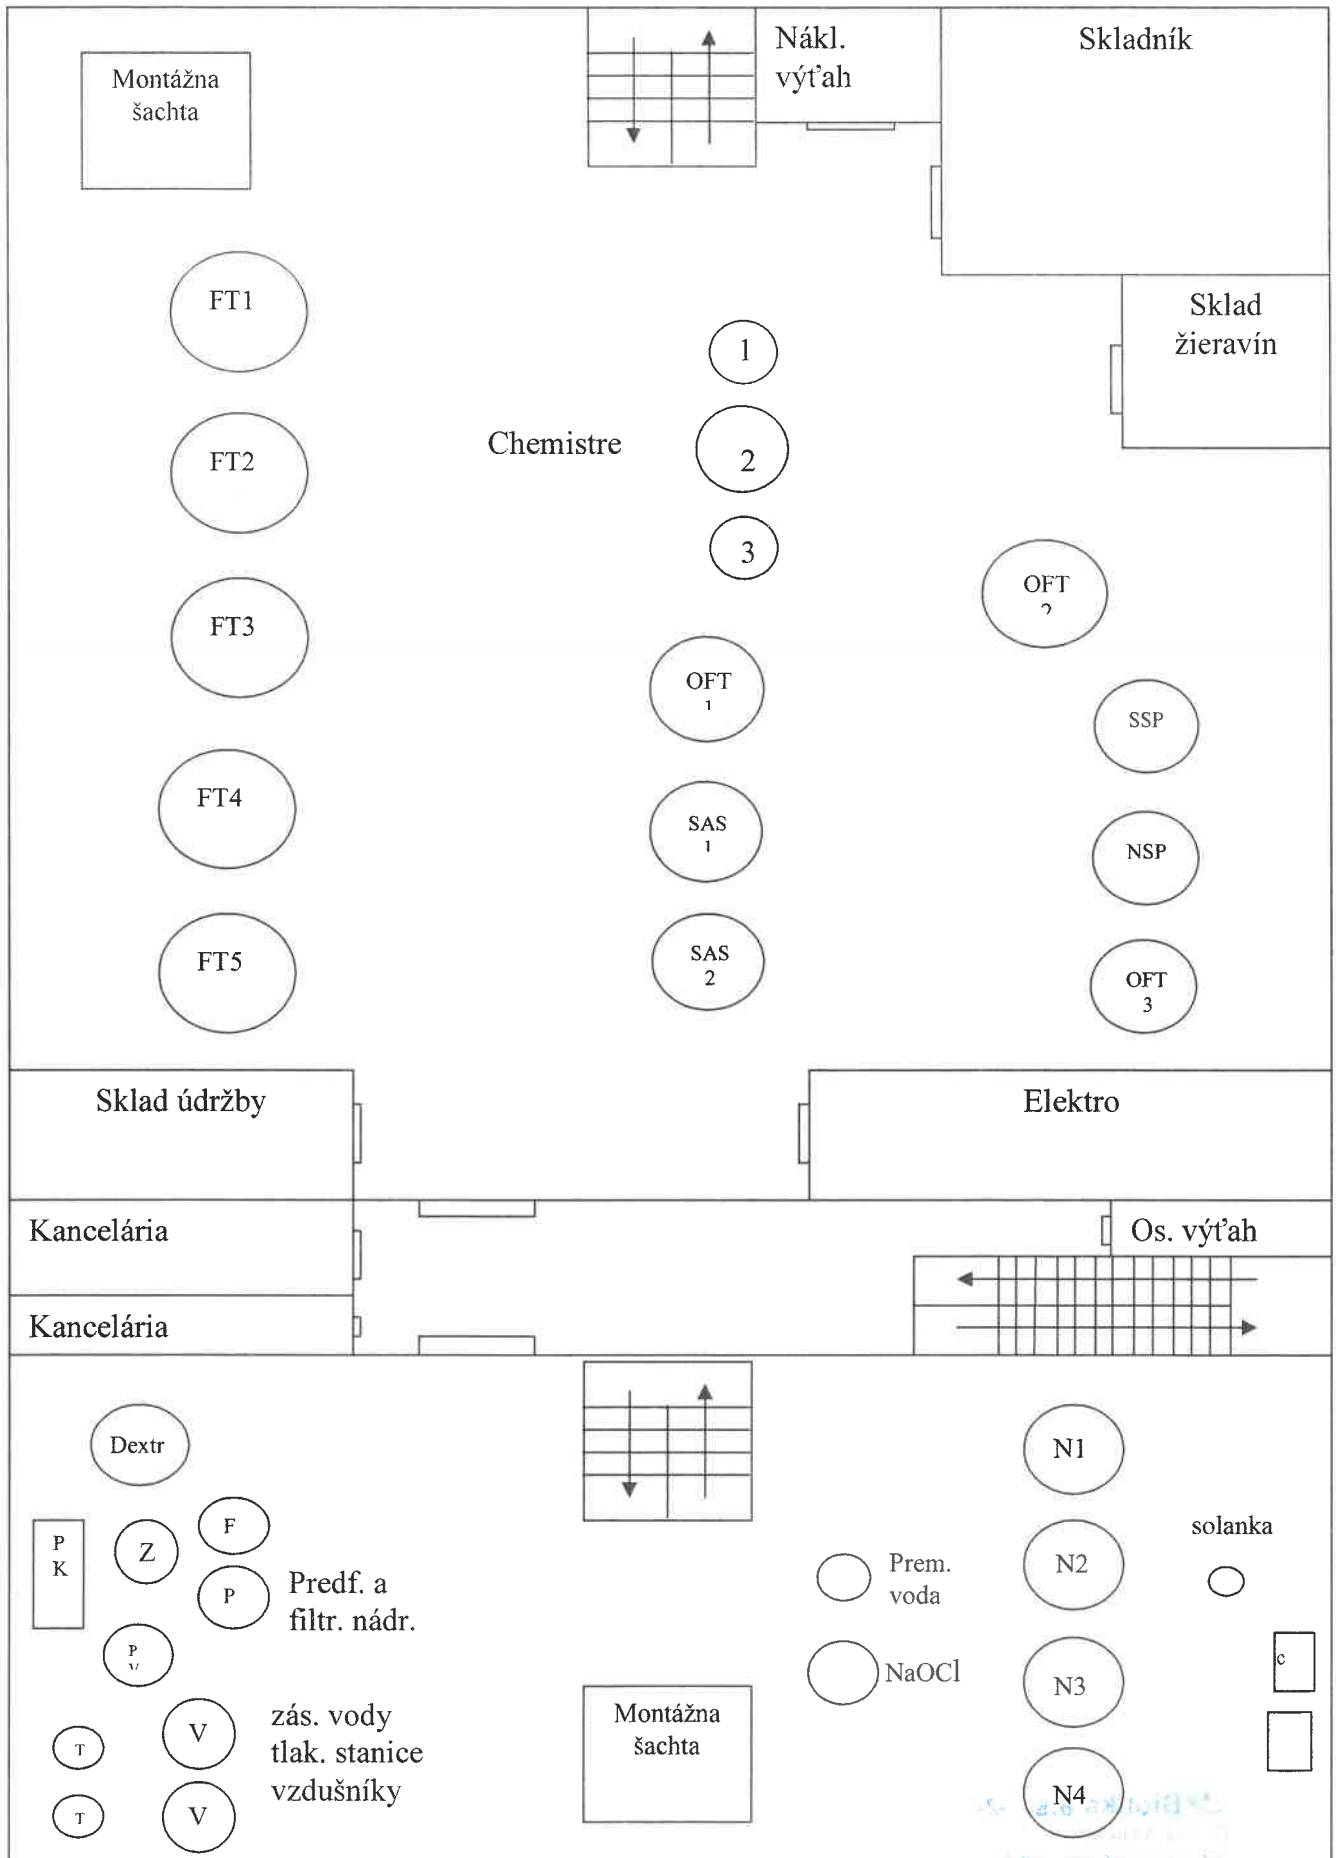 Montážna
šachta
Nákl.
výťah
Skladník
FT1
Sklad
žieravín
1
Chemistre
2
FT2
3
OFT
2
FT3
OFT
1
SSP
FT4
SAS
1
NSP
FT5
SAS
2
OFT
3
Sklad údržby
Elektro
Kancelária
Os. výťah
Kancelária
Dextr
N1
P
K
Z
F
P
Predf. a
filtr. nádr.
Prem.
voda
N2
solanka
P
V
NaOCl
N3
c
T
V
zás. vody
tlak. stanice
vzdušníky
Montážna
šachta
T
V
N4